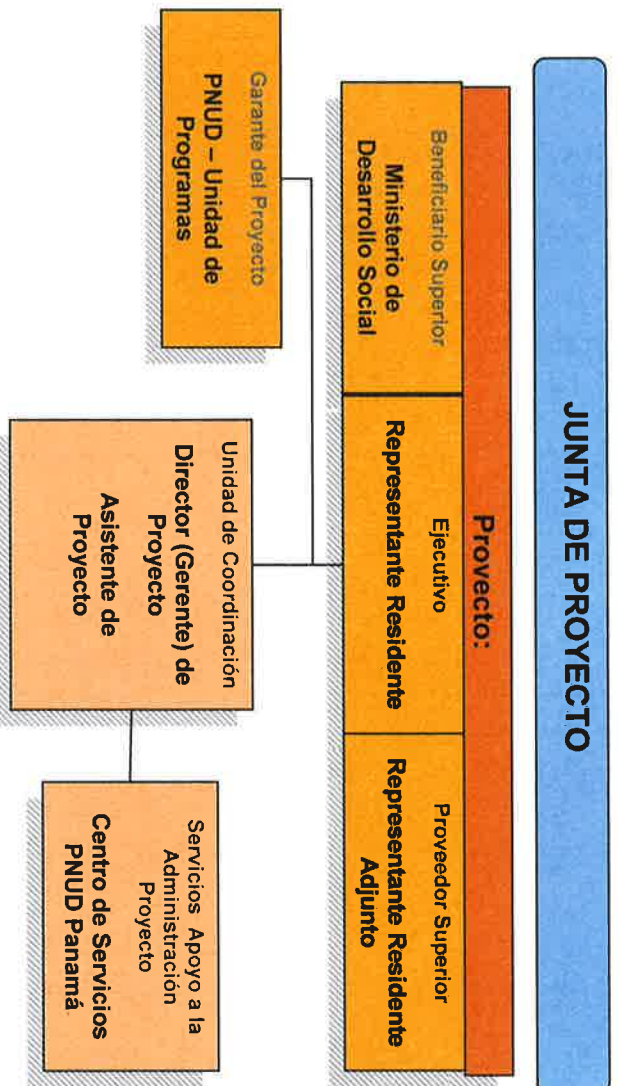 JUNTA DE PROYECTO
Proyecto:
Beneficiario Superior
Ministerio de
Desarrollo Social
Ejecutivo
Representante Residente
Proveedor Superior
Representante Residente
Adjunto
Garante del Proyecto
PNUD – Unidad de
Programas
Unidad de Coordinación
Director (Gerente) de
Proyecto
Asistente de
Proyecto
Servicios Apoyo a la
Administración
Proyecto
Centro de Servicios
PNUD Panamá